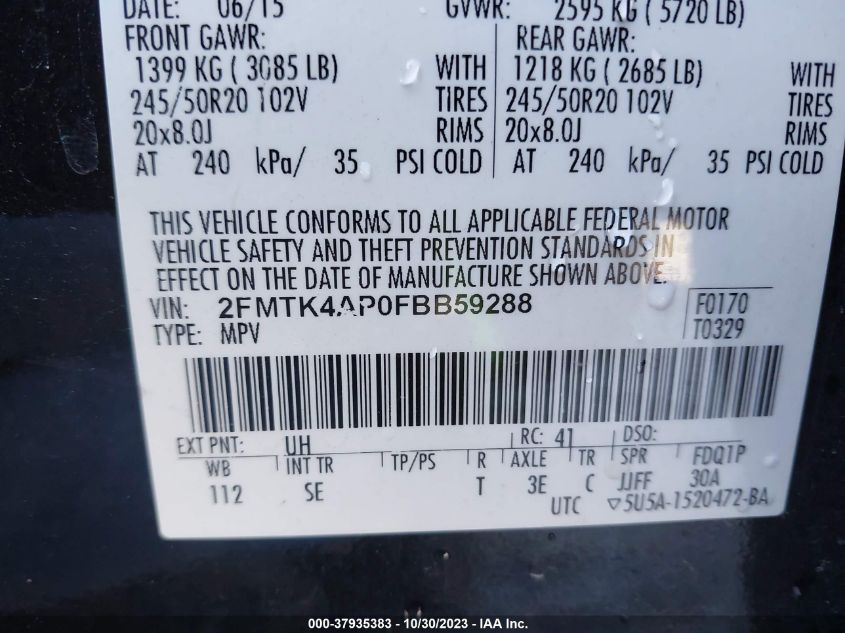 DATE: 06/15 GVWR: 2595 KG ( 5720 LB)
FRONT GAWR: REAR GAWR:
1399 KG ( 3085 LB) WITH 1218 KG ( 2685 LB) WITH
245/50R20 102V TIRES 245/50R20 102V TIRES
20x8.0J RIMS 20x8.0J RIMS
AT 240 kPa/ 35 PSI COLD AT 240 kPa/ 35 PSI COLD
THIS VEHICLE CONFORMS TO ALL APPLICABLE FEDERAL MOTOR
VEHICLE SAFETY AND THEFT PREVENTION STANDARDS IN
EFFECT ON THE DATE OF MANUFACTURE SHOWN ABOVE.
VIN: 2FMTK4AP0FBB59288 F0170
TYPE: MPV T0329
EXT PNT: UH RC: 41 DSO:
WB INT TR TP/PS R AXLE TR SPR FDQ1P
112 SE T 3E C JJFF 30A
UTC ▽5U5A-1520472-BA
000-37935383 - 10/30/2023 - IAA Inc.